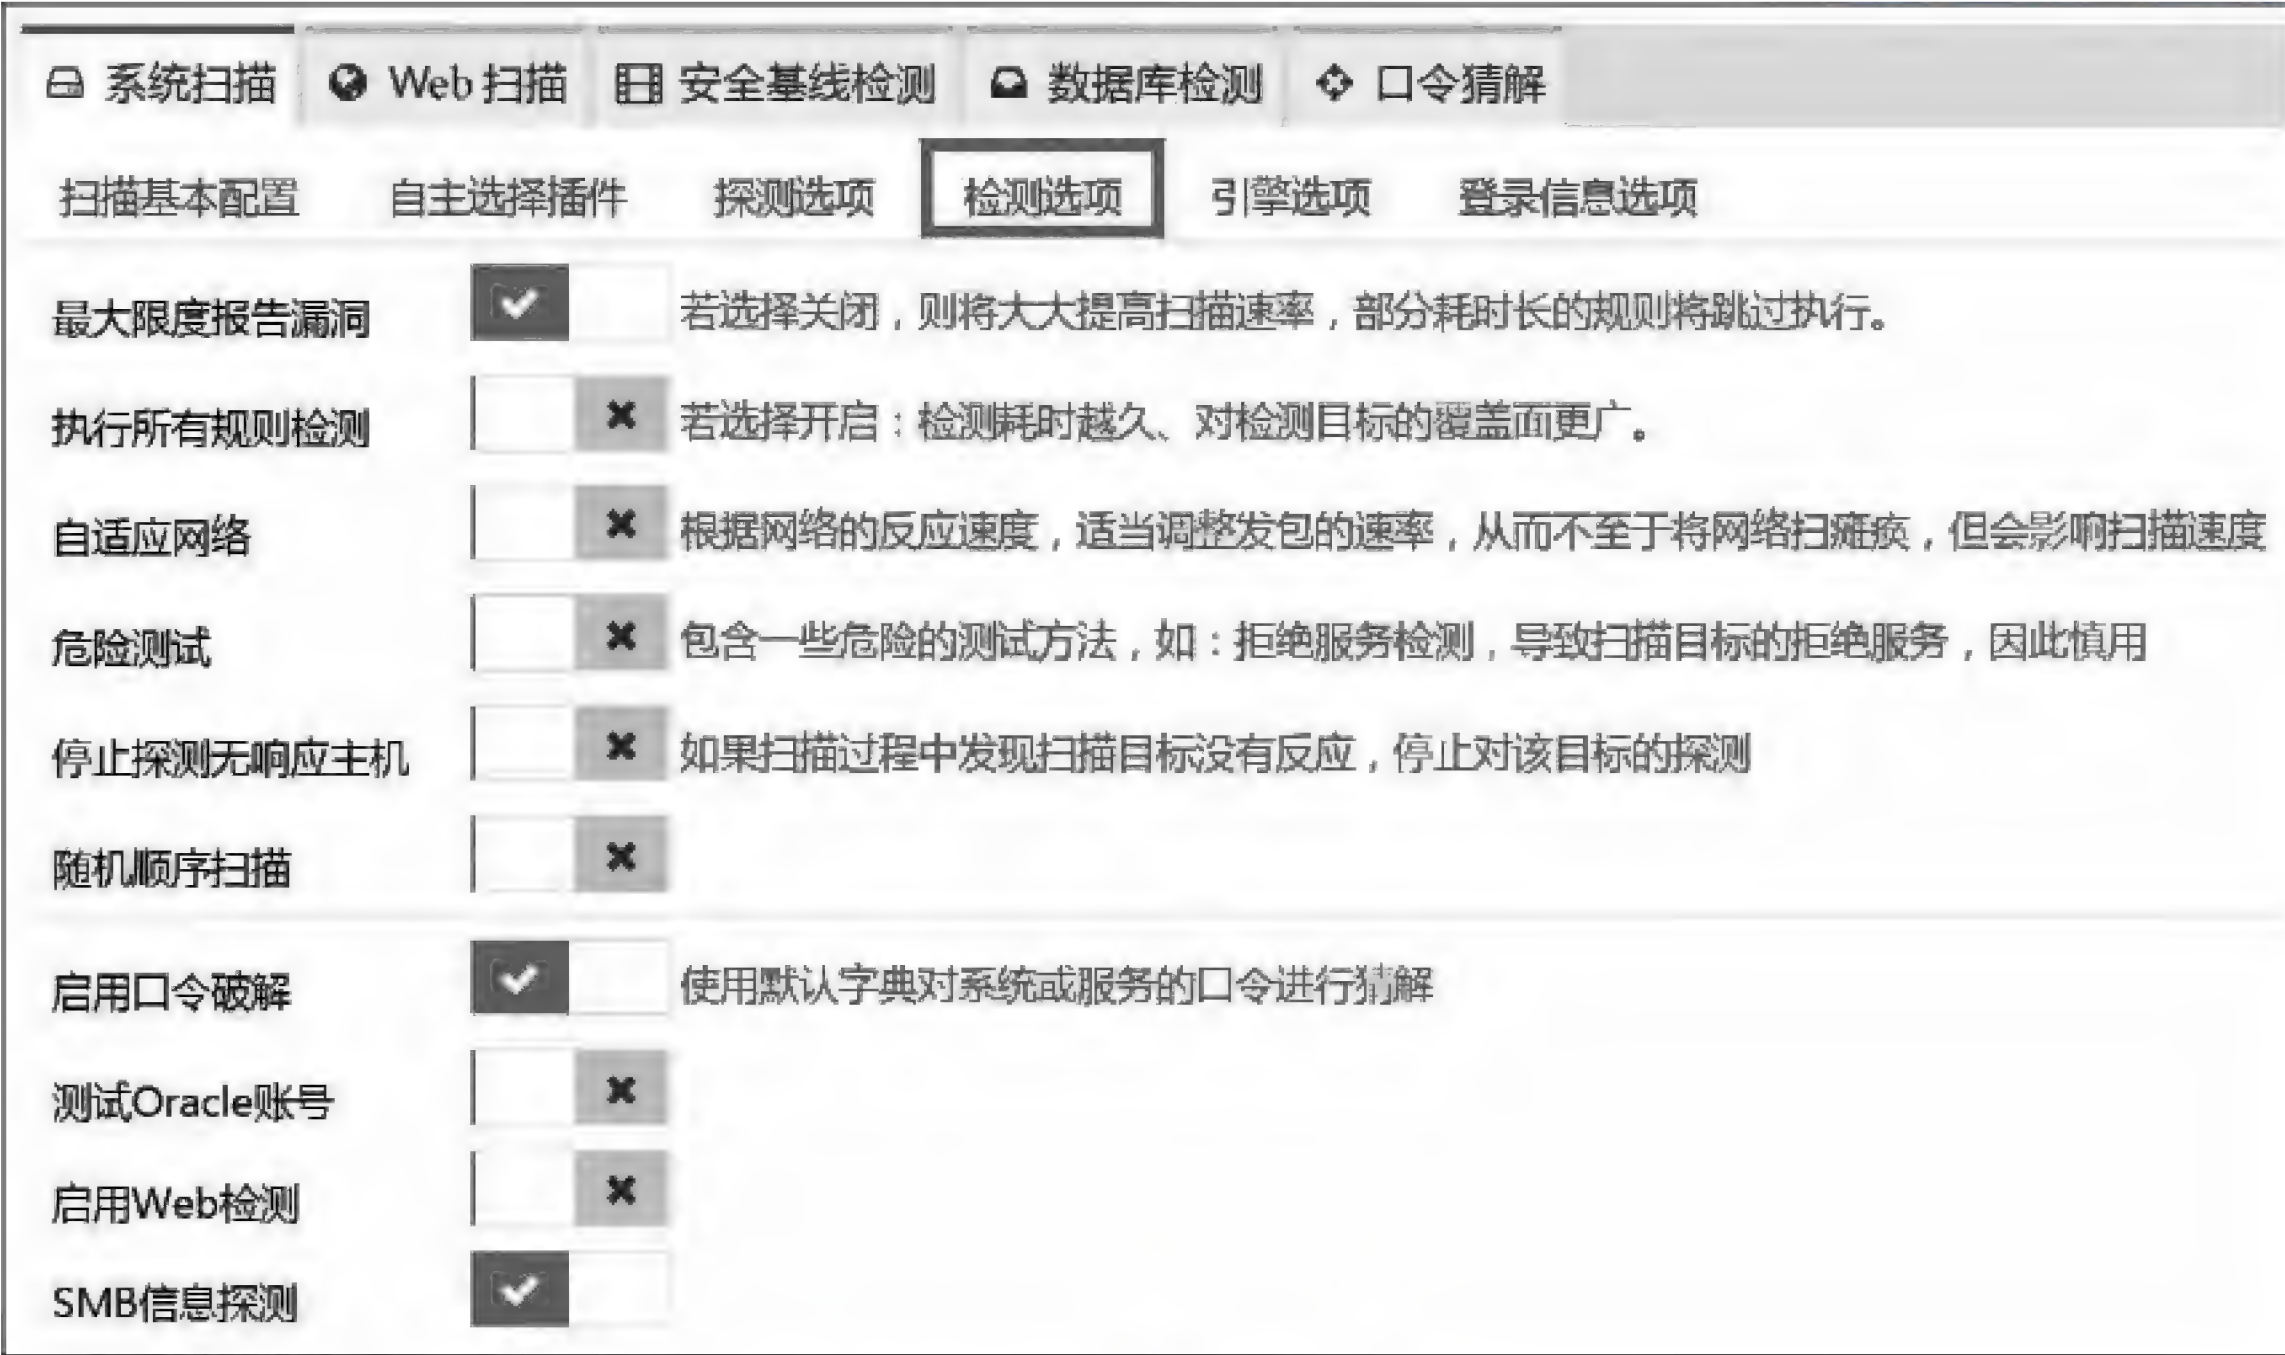 系统扫描 Web 扫描 安全基线检测 数据库检测 口令猜解
扫描基本配置 自主选择插件 探测选项 检测选项 引擎选项 登录信息选项
最大限度报告漏洞 若选择关闭，则将大大提高扫描速率，部分耗时长的规则将跳过执行。
执行所有规则检测 若选择开启：检测耗时越久、对检测目标的覆盖面更广。
自适应网络 根据网络的反应速度，适当调整发包的速率，从而不至于将网络扫瘫痪，但会影响扫描速度
危险测试 包含一些危险的测试方法，如：拒绝服务检测，导致扫描目标的拒绝服务，因此慎用
停止探测无响应主机 如果扫描过程中发现扫描目标没有反应，停止对该目标的探测
随机顺序扫描
启用口令破解 使用默认字典对系统或服务的口令进行猜解
测试Oracle账号
启用Web检测
SMB信息探测